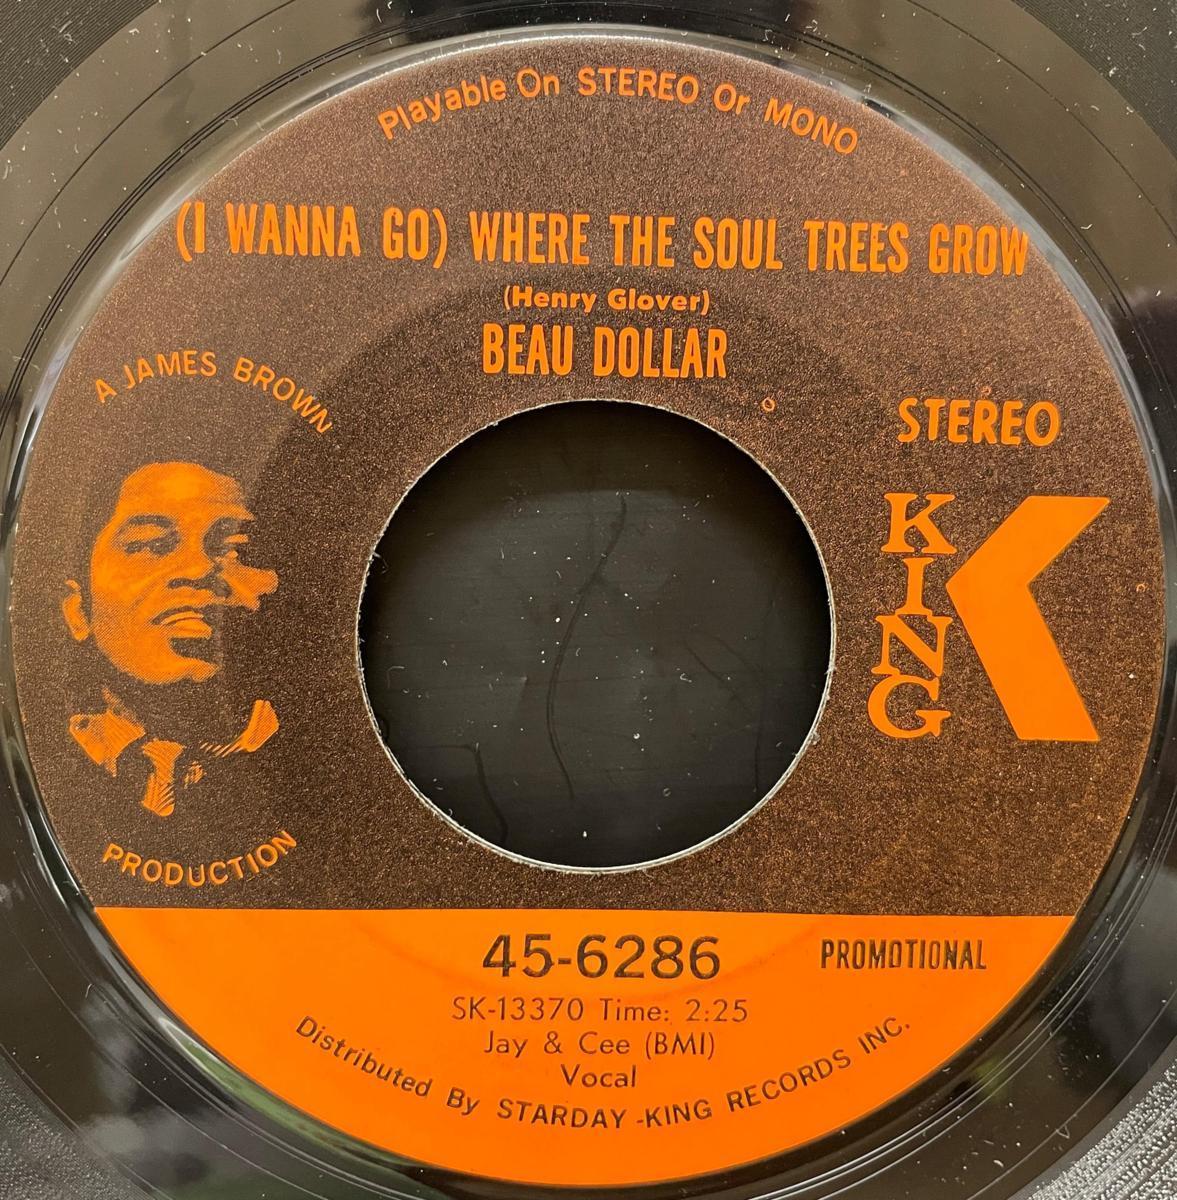 Playable On STEREO Or MONO
(I WANNA GO) WHERE THE SOUL TREES GROW
(Henry Glover)
BEAU DOLLAR
A JAMES BROWN
PRODUCTION
STEREO
KING
K
45-6286
PROMOTIONAL
SK-13370 Time: 2:25
Jay & Cee (BMI)
Vocal
Distributed By STARDAY-KING RECORDS INC.